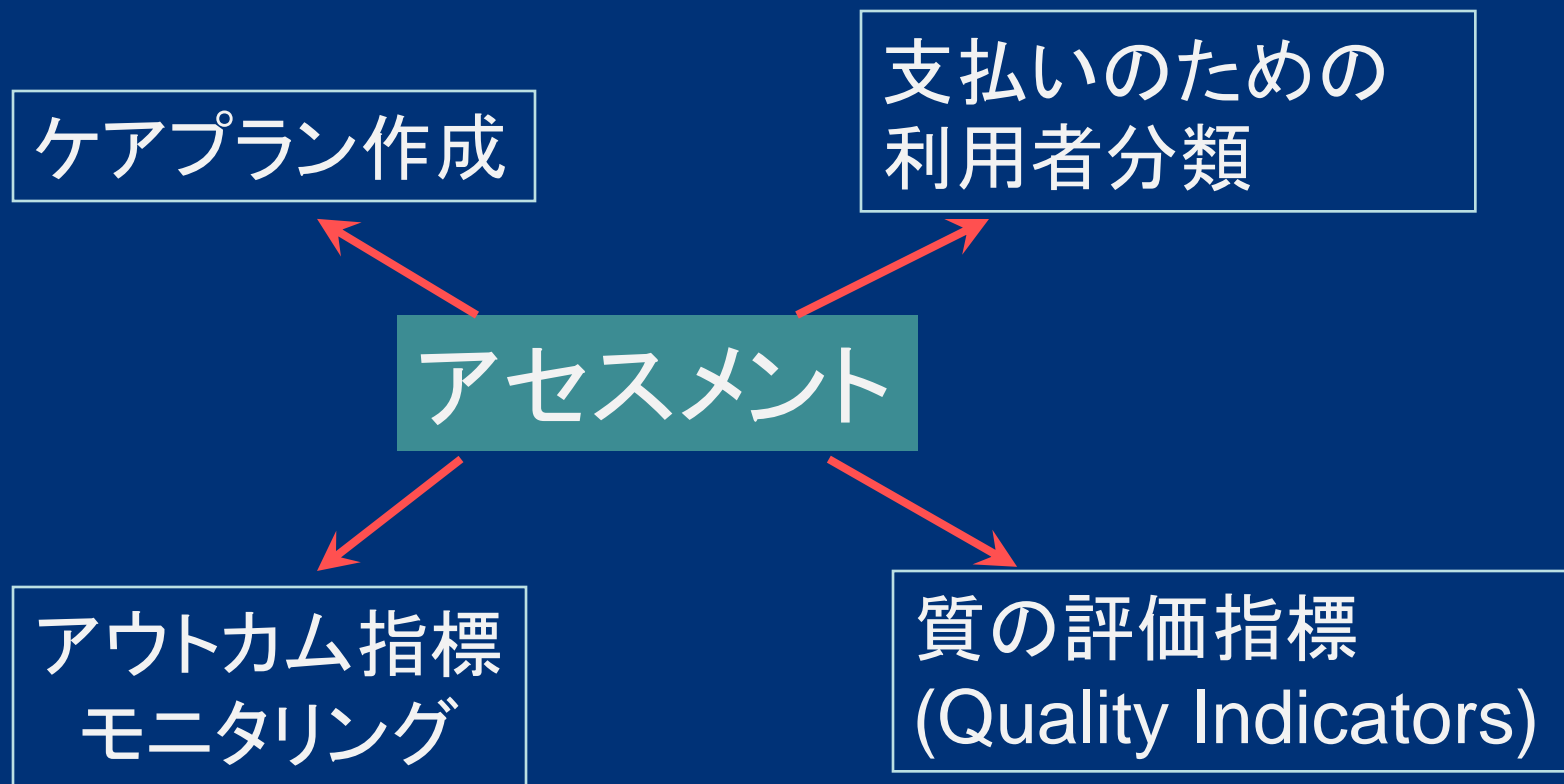 ケアプラン作成
支払いのための
利用者分類
アセスメント
アウトカム指標
モニタリング
質の評価指標
(Quality Indicators)